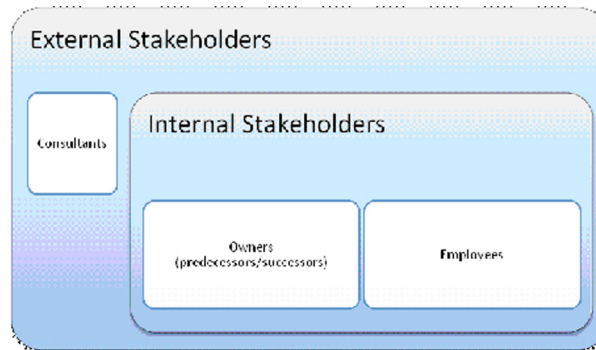 External Stakeholders
Consultants
Internal Stakeholders
Owners
(predecessors/successors)
Employees